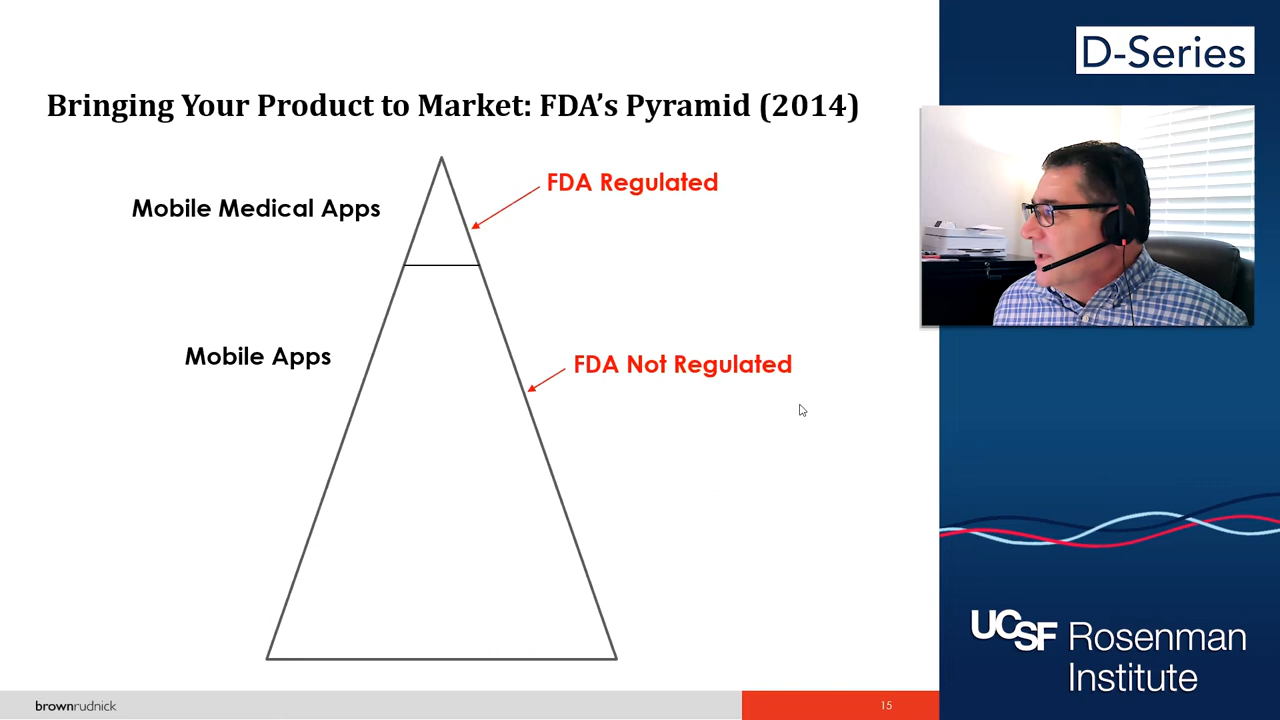 Bringing Your Product to Market: FDA's Pyramid (2014)
Mobile Medical Apps
FDA Regulated
Mobile Apps
FDA Not Regulated
brownrudnick
15
D-Series
UCSF Rosenman
Institute